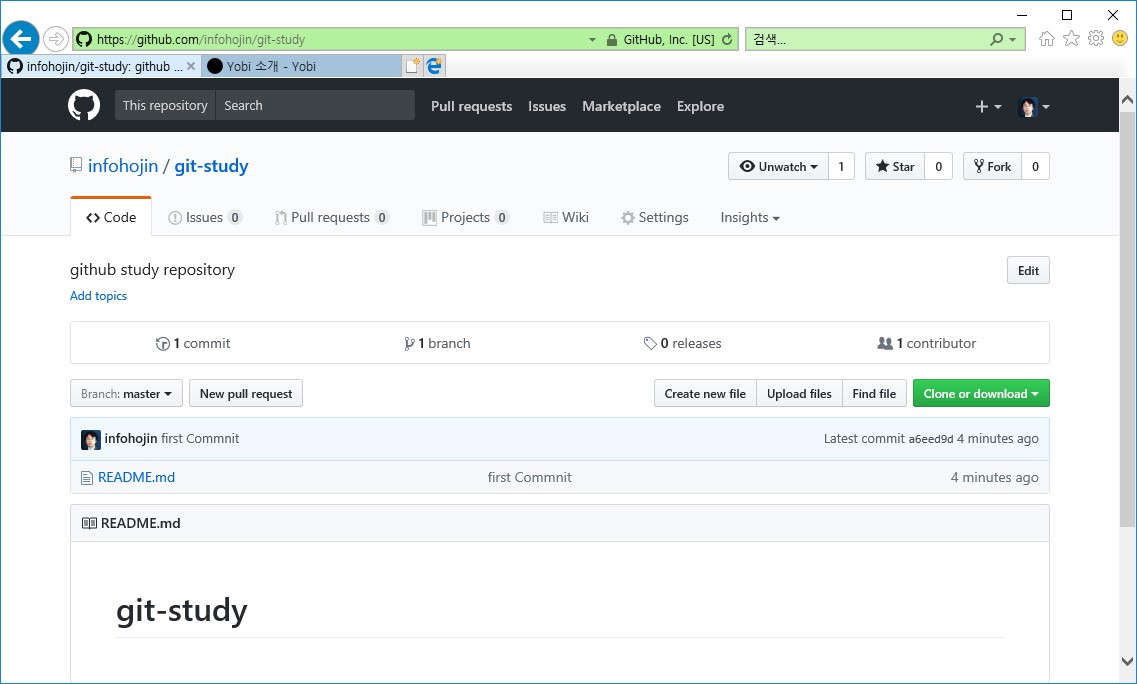 https://github.com/infohojin/git-study GitHub, Inc. [US] 검색...
infohojin/git-study: github ... Yobi 소개 - Yobi
This repository Search Pull requests Issues Marketplace Explore
infohojin / git-study Unwatch 1 Star 0 Fork 0
Code Issues 0 Pull requests 0 Projects 0 Wiki Settings Insights
github study repository Edit
Add topics
1 commit 1 branch 0 releases 1 contributor
Branch: master New pull request Create new file Upload files Find file Clone or download
infohojin first Commnit Latest commit a6eed9d 4 minutes ago
README.md first Commnit 4 minutes ago
README.md
git-study